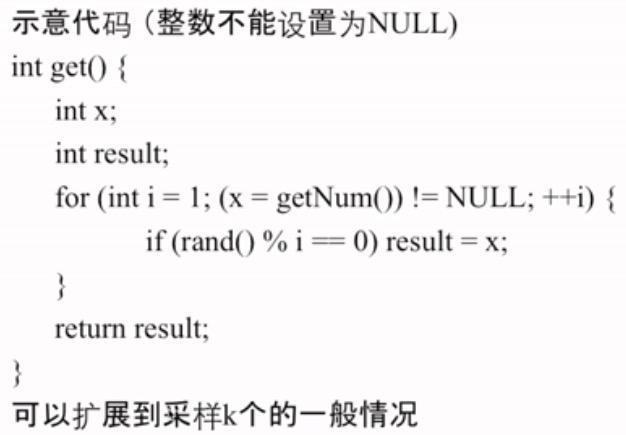 示意代码（整数不能设置为NULL)
int get() {
int x;
int result;
for (int i = 1; (x = getNum()) != NULL; ++i) {
if (rand() % i == 0) result = x;
}
return result;
}
可以扩展到采样k个的一般情况